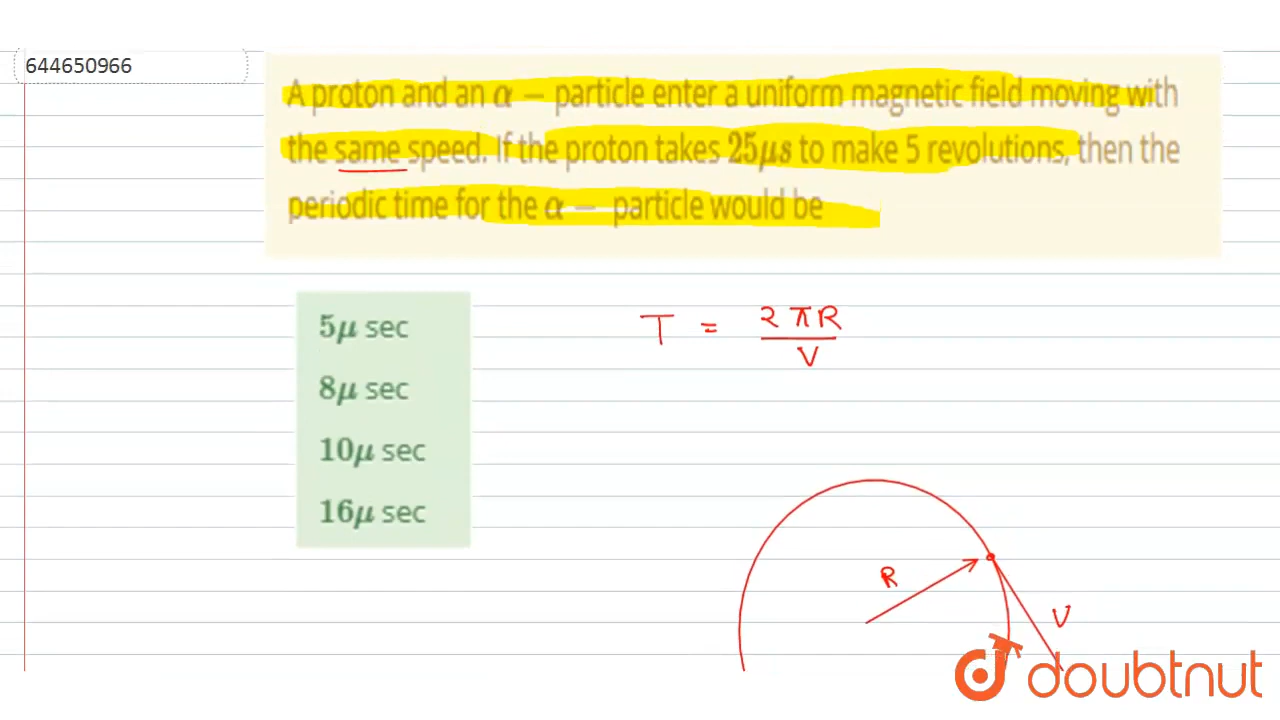 644650966
A proton and an α − particle enter a uniform magnetic field moving with
the same speed. If the proton takes 25μs to make 5 revolutions, then the
periodic time for the α − particle would be
5μ sec
8μ sec
10μ sec
16μ sec
T = 2πR/V
R
V
doubtnut